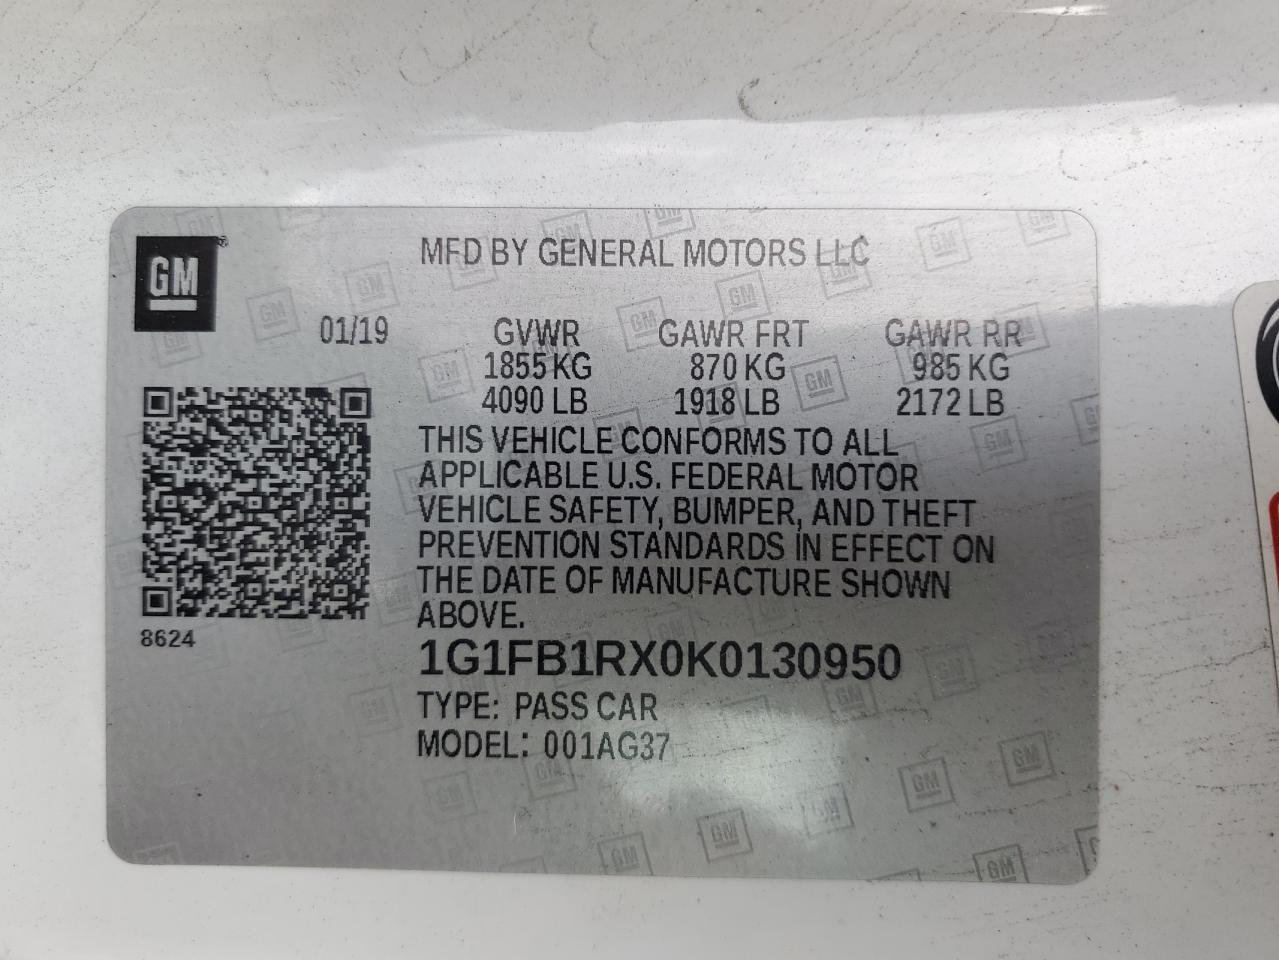 GM
MFD BY GENERAL MOTORS LLC
01/19 GVWR GAWR FRT GAWR RR
1855 KG 870 KG 985 KG
4090 LB 1918 LB 2172 LB
THIS VEHICLE CONFORMS TO ALL
APPLICABLE U.S. FEDERAL MOTOR
VEHICLE SAFETY, BUMPER, AND THEFT
PREVENTION STANDARDS IN EFFECT ON
THE DATE OF MANUFACTURE SHOWN
ABOVE.
8624
1G1FB1RX0K0130950
TYPE: PASS CAR
MODEL: 001AG37